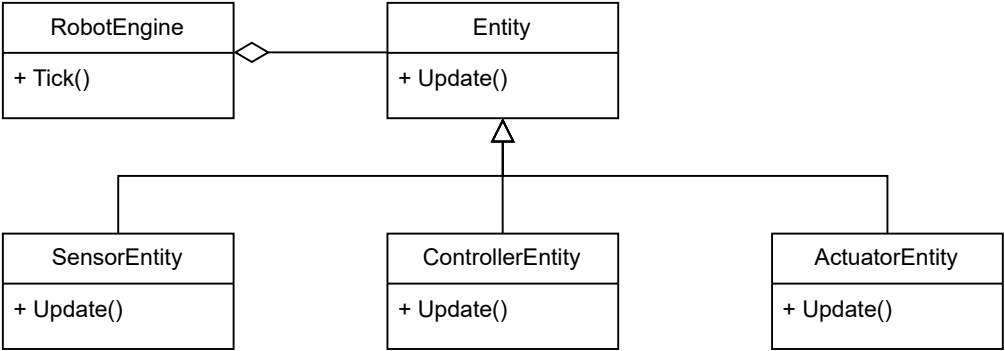 RobotEngine
+ Tick()
Entity
+ Update()
SensorEntity
+ Update()
ControllerEntity
+ Update()
ActuatorEntity
+ Update()